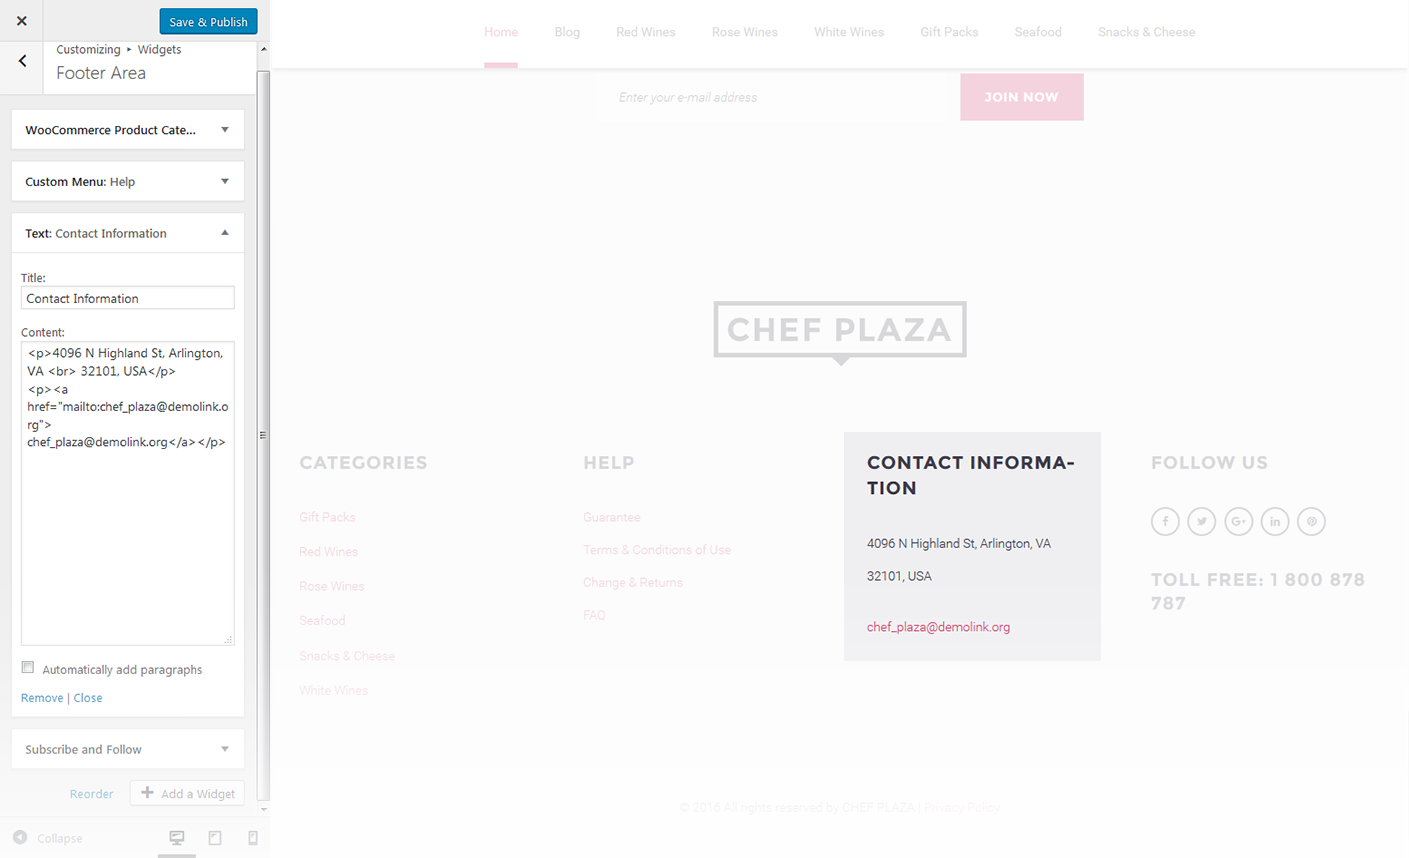 Save & Publish
Customizing ▸ Widgets
Footer Area
WooCommerce Product Cate...
Custom Menu: Help
Text: Contact Information
Title:
Contact Information
Content:
<p>4096 N Highland St, Arlington,
VA <br> 32101, USA</p>
<p><a
href="mailto:chef_plaza@demolink.o
rg">
chef_plaza@demolink.org</a></p>
Automatically add paragraphs
Remove | Close
Subscribe and Follow
Reorder
Add a Widget
Collapse
Home Blog Red Wines Rose Wines White Wines Gift Packs Seafood Snacks & Cheese
Enter your e-mail address
JOIN NOW
CHEF PLAZA
CATEGORIES
Gift Packs
Red Wines
Rose Wines
Seafood
Snacks & Cheese
White Wines
HELP
Guarantee
Terms & Conditions of Use
Change & Returns
FAQ
CONTACT INFORMA-
TION
4096 N Highland St, Arlington, VA
32101, USA
chef_plaza@demolink.org
FOLLOW US
TOLL FREE: 1 800 878
787
© 2016 All rights reserved by CHEF PLAZA | Privacy Policy